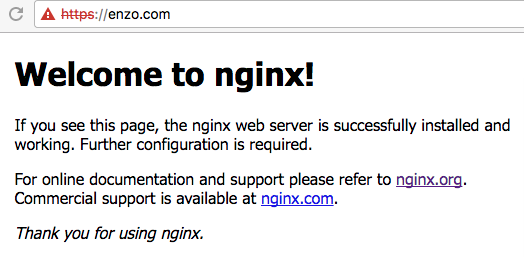 https://enzo.com
Welcome to nginx!
If you see this page, the nginx web server is successfully installed and
working. Further configuration is required.
For online documentation and support please refer to nginx.org.
Commercial support is available at nginx.com.
Thank you for using nginx.